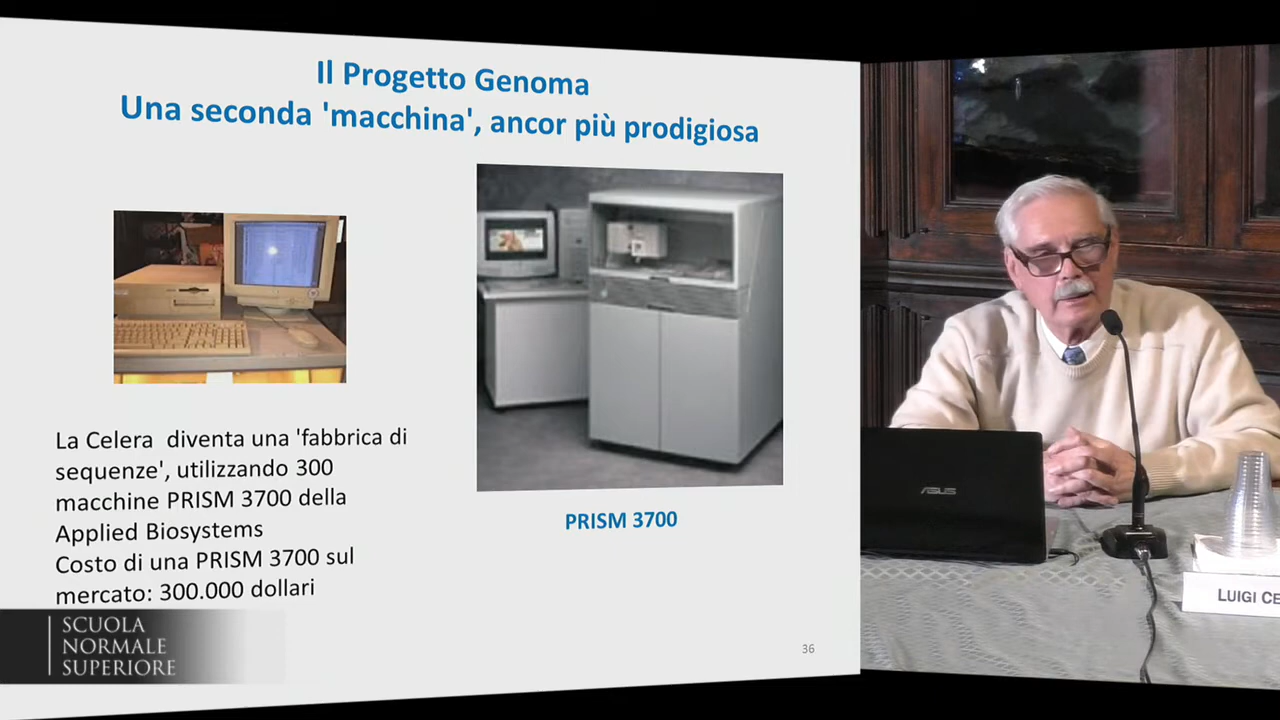 Il Progetto Genoma
Una seconda 'macchina', ancor più prodigiosa
La Celera diventa una 'fabbrica di
sequenze', utilizzando 300
macchine PRISM 3700 della
Applied Biosystems
Costo di una PRISM 3700 sul
mercato: 300.000 dollari
PRISM 3700
36
SCUOLA
NORMALE
SUPERIORE
ASUS
LUIGI CE